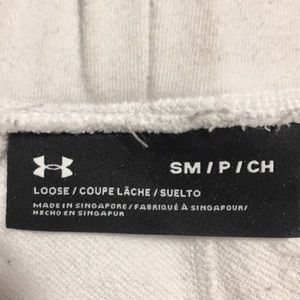 SM / P / CH
LOOSE / COUPE LÂCHE / SUELTO
MADE IN SINGAPORE / FABRIQUÉ À SINGAPOUR /
HECHO EN SINGAPUR